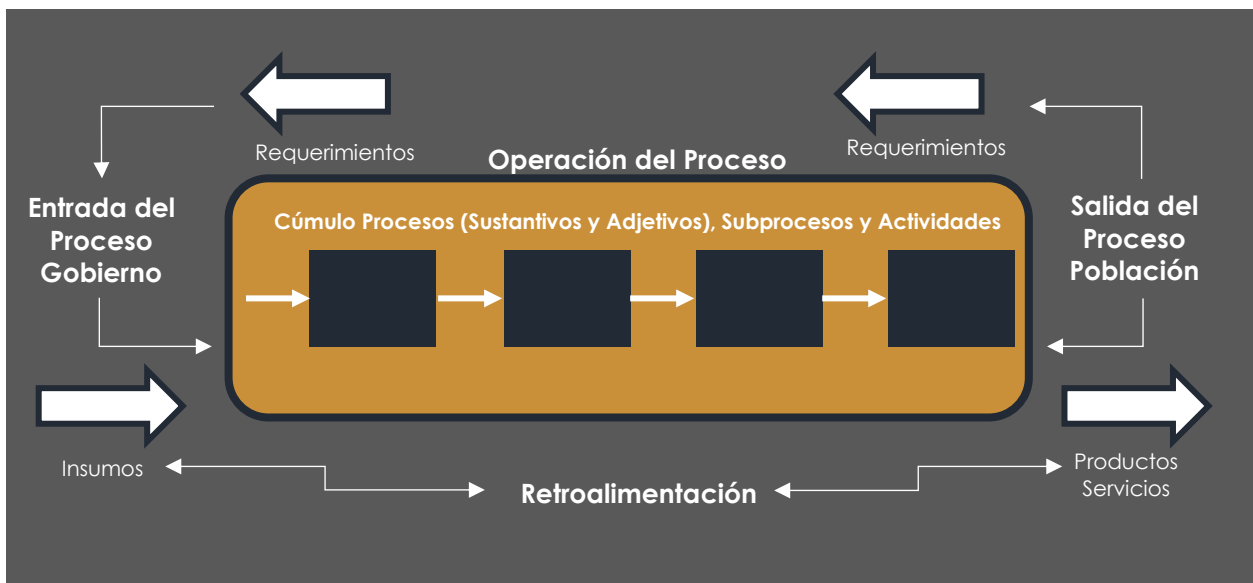 Requerimientos
Requerimientos
Operación del Proceso
Entrada del
Proceso
Gobierno
Cúmulo Procesos (Sustantivos y Adjetivos), Subprocesos y Actividades
Salida del
Proceso
Población
Insumos
Retroalimentación
Productos
Servicios